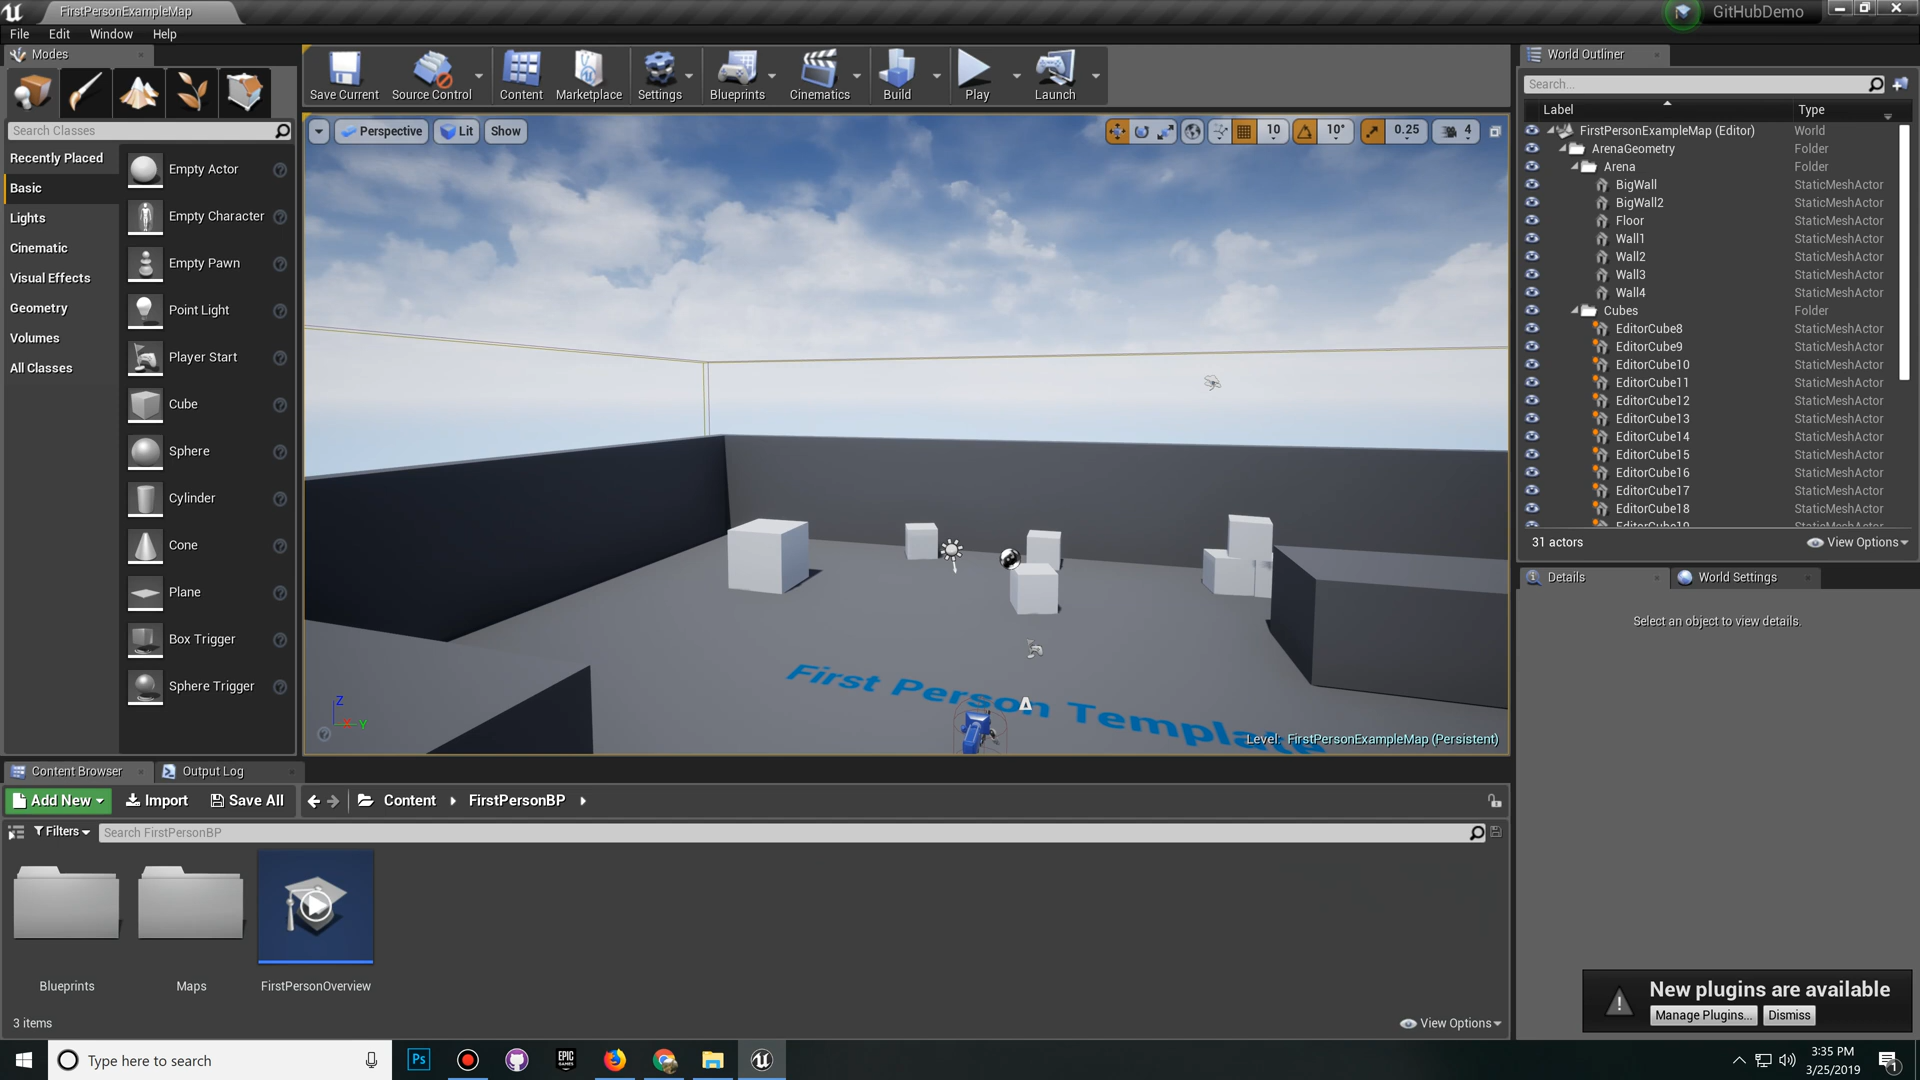 FirstPersonExampleMap
GitHubDemo
File Edit Window Help
Modes
Save Current
Source Control
Content
Marketplace
Settings
Blueprints
Cinematics
Build
Play
Launch
Search Classes
Recently Placed
Basic
Lights
Cinematic
Visual Effects
Geometry
Volumes
All Classes
Empty Actor
Empty Character
Empty Pawn
Point Light
Player Start
Cube
Sphere
Cylinder
Cone
Plane
Box Trigger
Sphere Trigger
Perspective
Lit
Show
10
10°
0.25
4
First Person Template
Z
X
Y
Level: FirstPersonExampleMap (Persistent)
World Outliner
Search...
Label Type
FirstPersonExampleMap (Editor) World
ArenaGeometry Folder
Arena Folder
BigWall StaticMeshActor
BigWall2 StaticMeshActor
Floor StaticMeshActor
Wall1 StaticMeshActor
Wall2 StaticMeshActor
Wall3 StaticMeshActor
Wall4 StaticMeshActor
Cubes Folder
EditorCube8 StaticMeshActor
EditorCube9 StaticMeshActor
EditorCube10 StaticMeshActor
EditorCube11 StaticMeshActor
EditorCube12 StaticMeshActor
EditorCube13 StaticMeshActor
EditorCube14 StaticMeshActor
EditorCube15 StaticMeshActor
EditorCube16 StaticMeshActor
EditorCube17 StaticMeshActor
EditorCube18 StaticMeshActor
EditorCube19 StaticMeshActor
31 actors
View Options
Details
World Settings
Select an object to view details.
Content Browser
Output Log
Add New
Import
Save All
Content
FirstPersonBP
Filters
Search FirstPersonBP
Blueprints
Maps
FirstPersonOverview
3 items
View Options
New plugins are available
Manage Plugins...
Dismiss
Type here to search
Ps
EPIC
GAMES
3:35 PM
3/25/2019
1